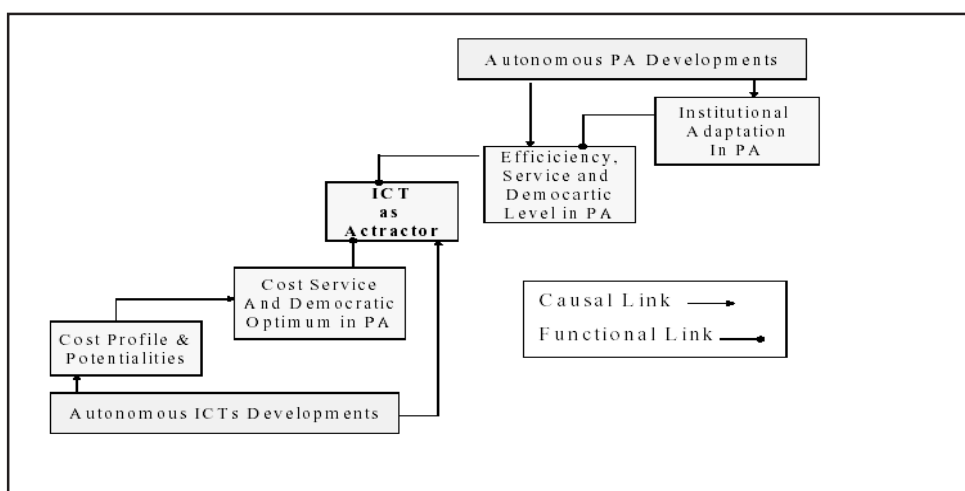 Autonomous PA Developments
Institutional
Adaptation
In PA
Efficiciency,
Service and
Democartic
Level in PA
ICT
as
Actractor
Cost Service
And Democratic
Optimum in PA
Causal Link
Functional Link
Cost Profile &
Potentialities
Autonomous ICTs Developments